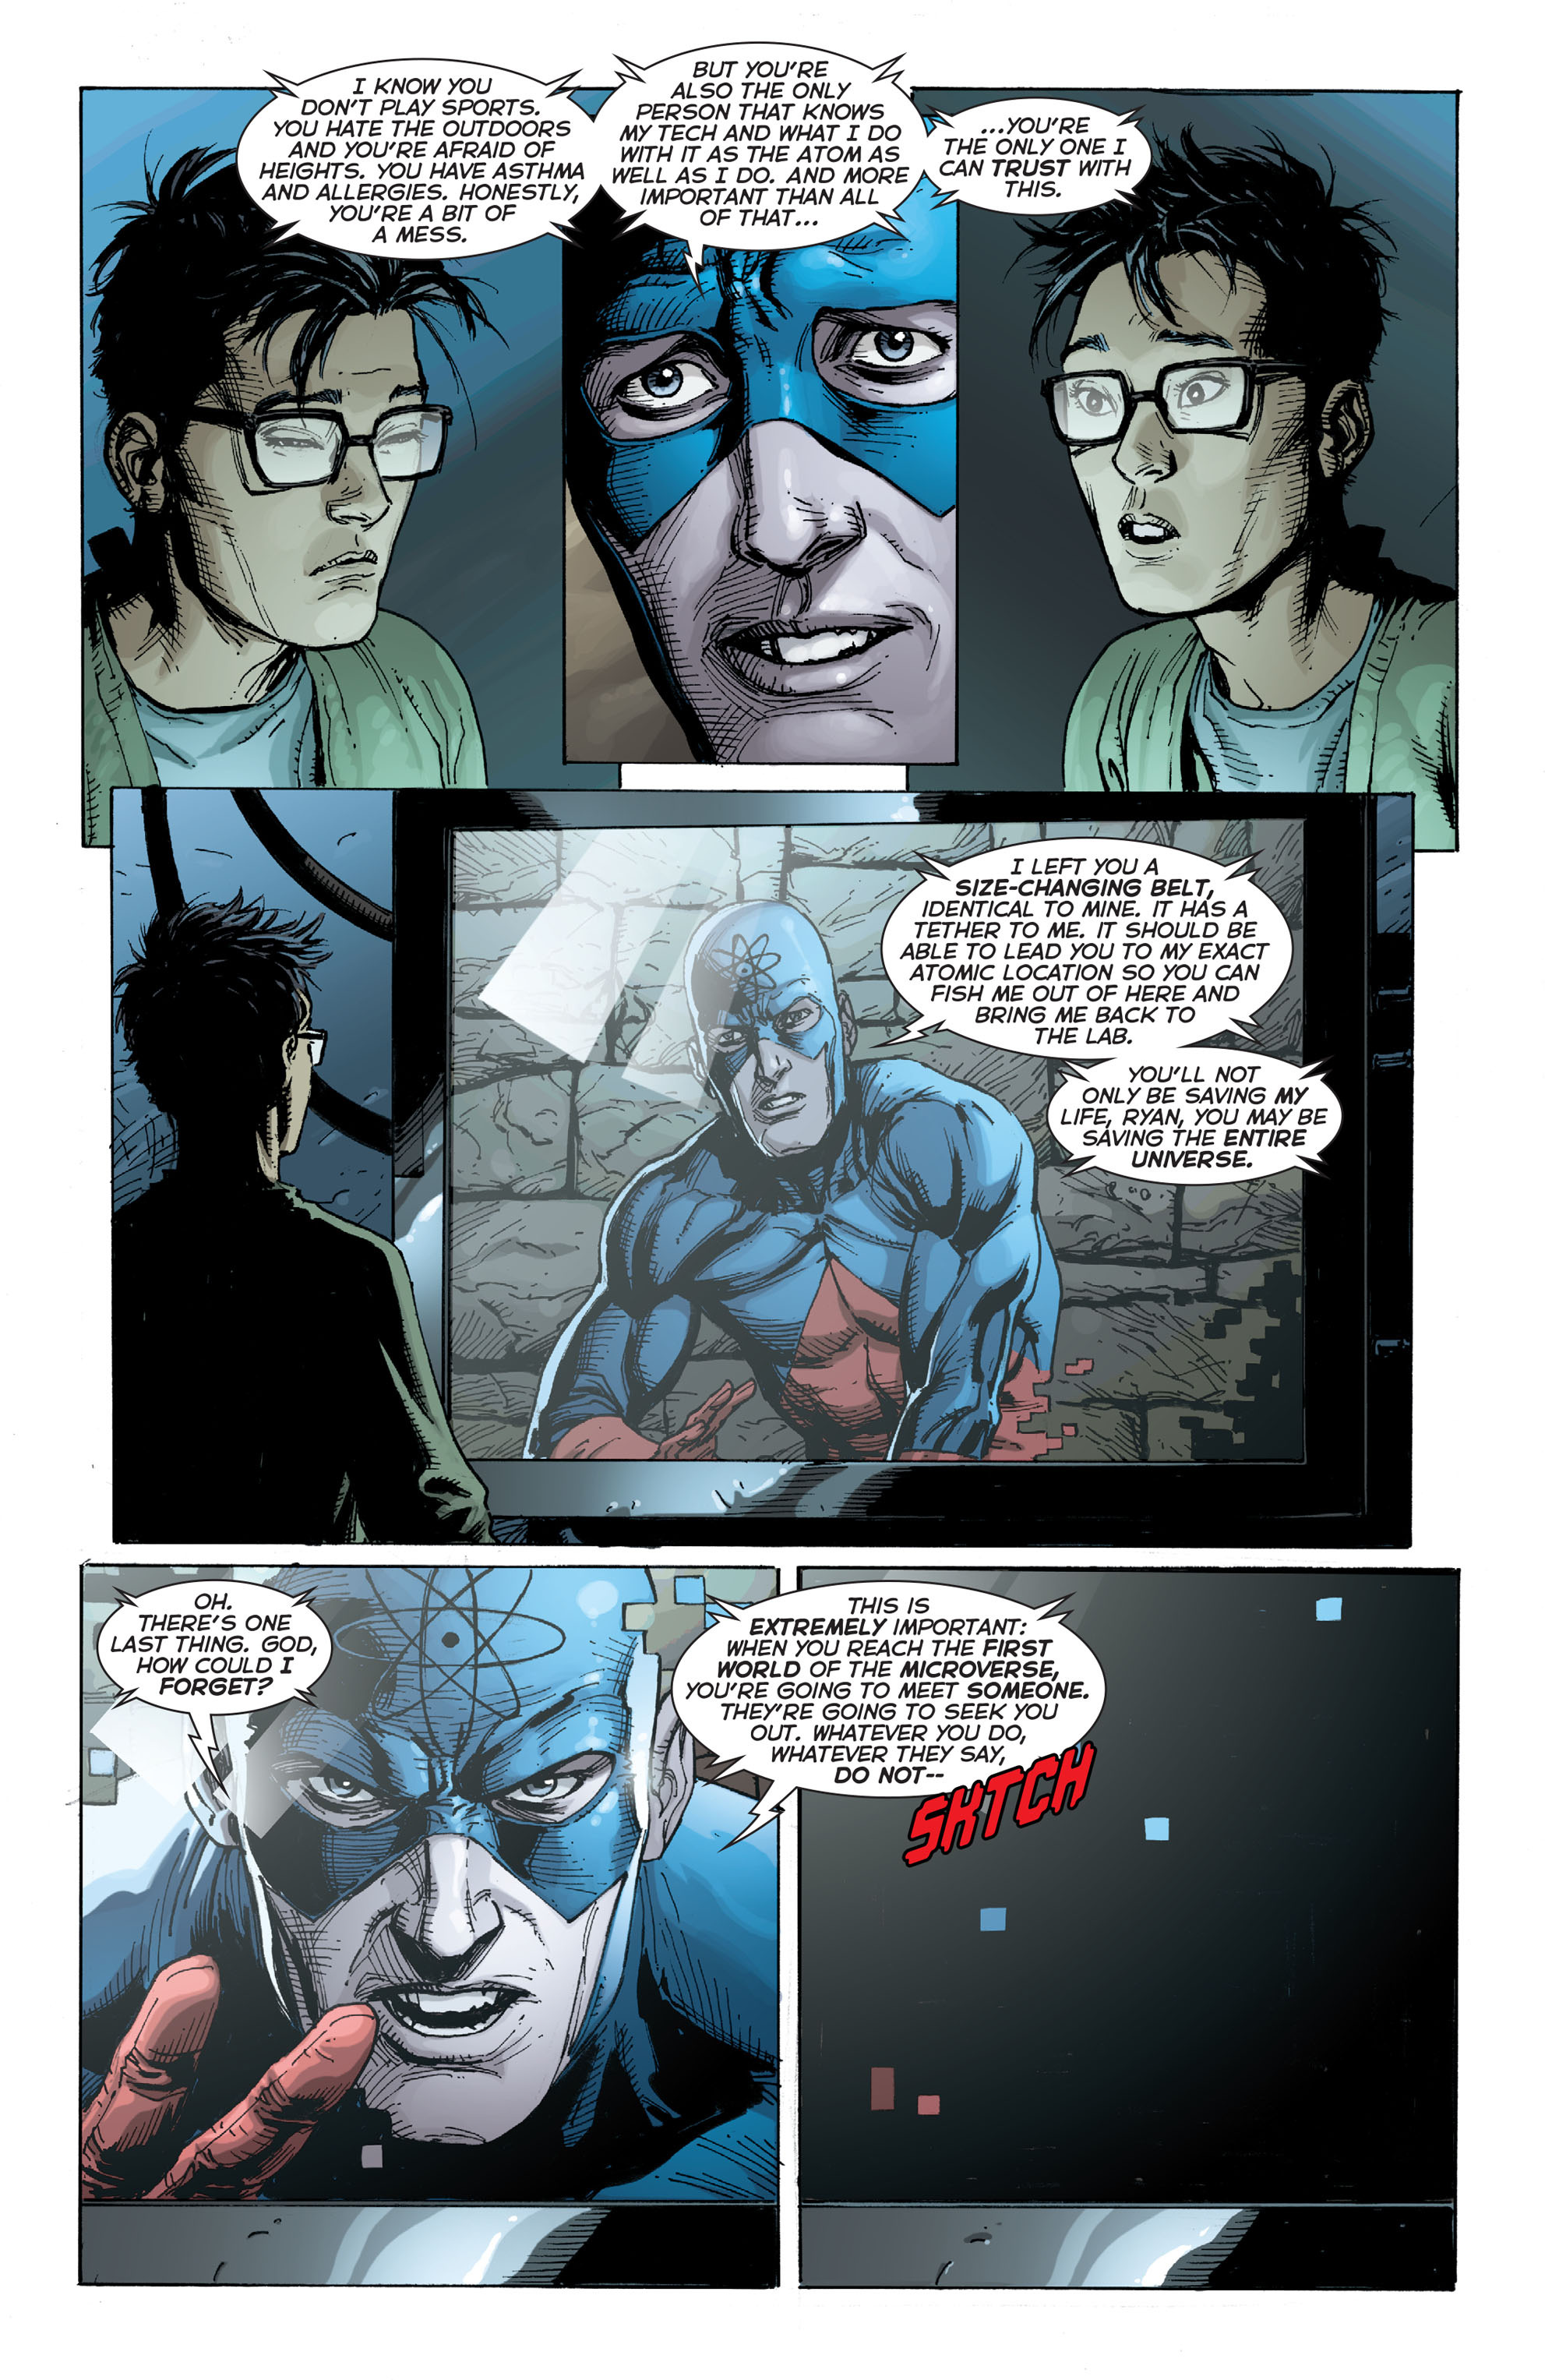 I KNOW YOU
DON'T PLAY SPORTS.
YOU HATE THE OUTDOORS
AND YOU'RE AFRAID OF
HEIGHTS. YOU HAVE ASTHMA
AND ALLERGIES. HONESTLY,
YOU'RE A BIT OF
A MESS.
BUT YOU'RE
ALSO THE ONLY
PERSON THAT KNOWS
MY TECH AND WHAT I DO
WITH IT AS THE ATOM AS
WELL AS I DO. AND MORE
IMPORTANT THAN ALL
OF THAT...
...YOU'RE
THE ONLY ONE I
CAN TRUST WITH
THIS.
I LEFT YOU A
SIZE-CHANGING BELT,
IDENTICAL TO MINE. IT HAS A
TETHER TO ME. IT SHOULD BE
ABLE TO LEAD YOU TO MY EXACT
ATOMIC LOCATION SO YOU CAN
FISH ME OUT OF HERE AND
BRING ME BACK TO
THE LAB.
YOU'LL NOT
ONLY BE SAVING MY
LIFE, RYAN, YOU MAY BE
SAVING THE ENTIRE
UNIVERSE.
OH.
THERE'S ONE
LAST THING. GOD,
HOW COULD I
FORGET?
THIS IS
EXTREMELY IMPORTANT:
WHEN YOU REACH THE FIRST
WORLD OF THE MICROVERSE,
YOU'RE GOING TO MEET SOMEONE.
THEY'RE GOING TO SEEK YOU
OUT. WHATEVER YOU DO,
WHATEVER THEY SAY,
DO NOT--
SKTCH